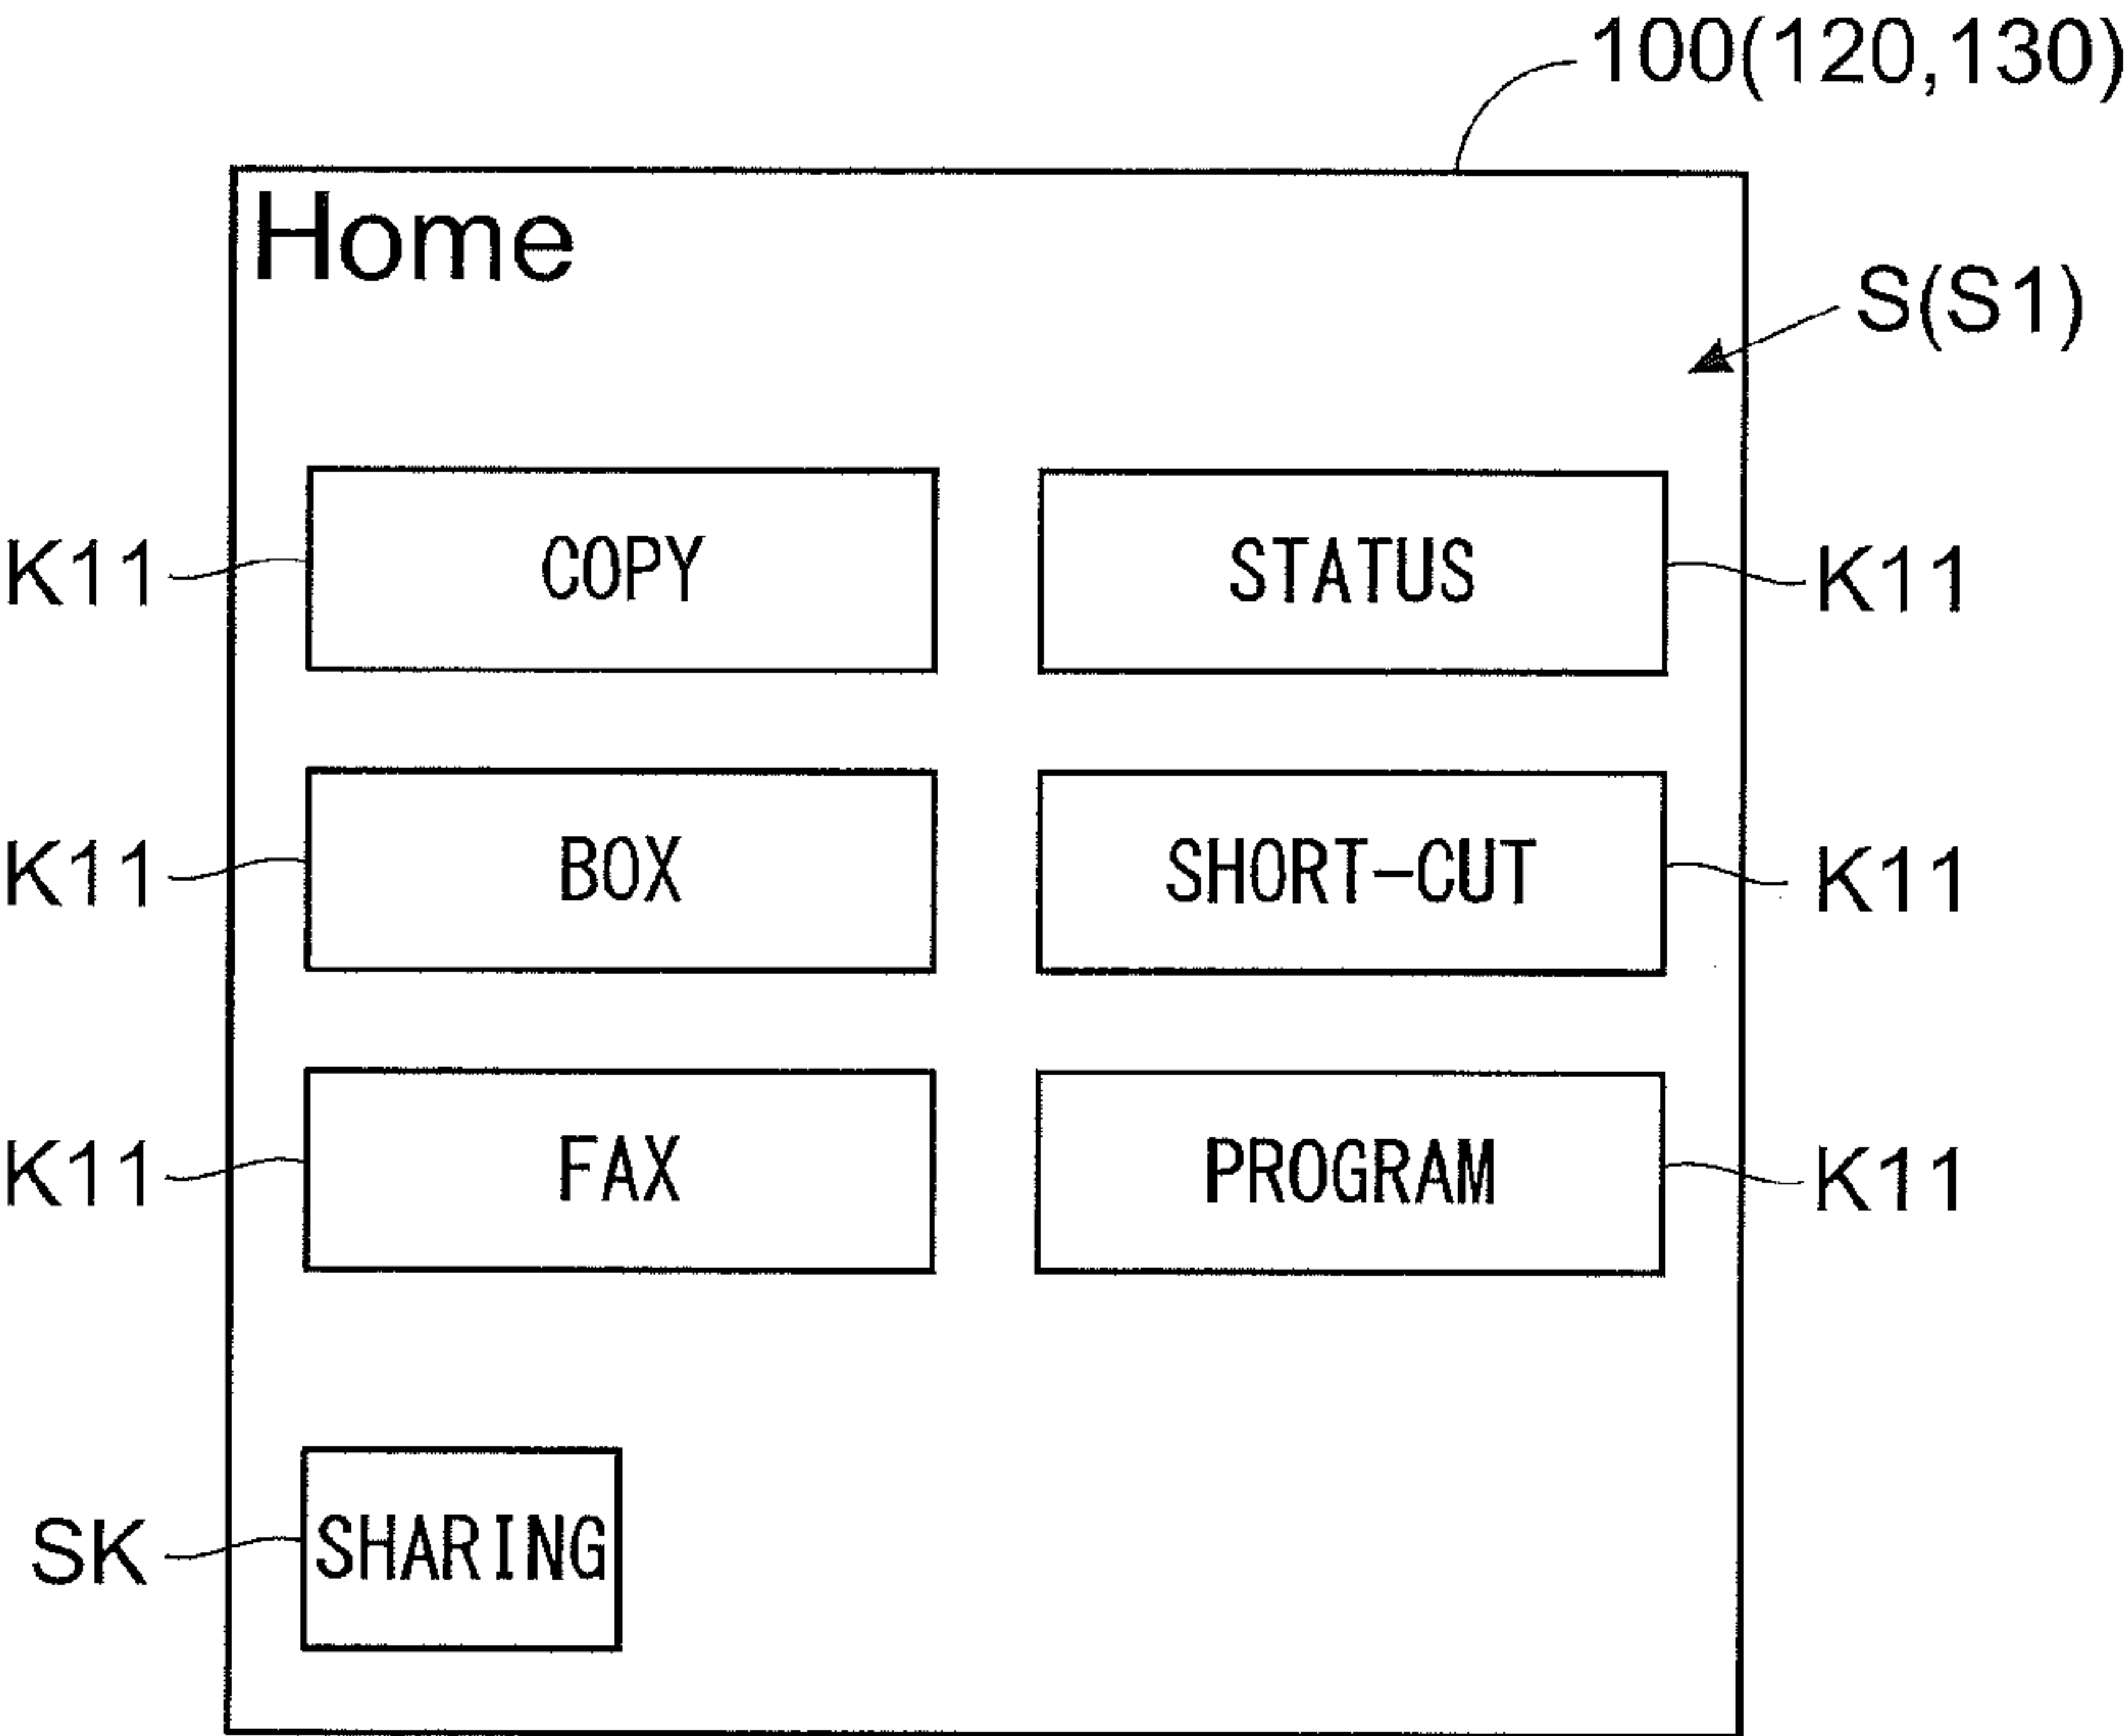 100(120,130)
Home
S(S1)
K11 COPY STATUS K11
K11 BOX SHORT-CUT K11
K11 FAX PROGRAM K11
SK SHARING